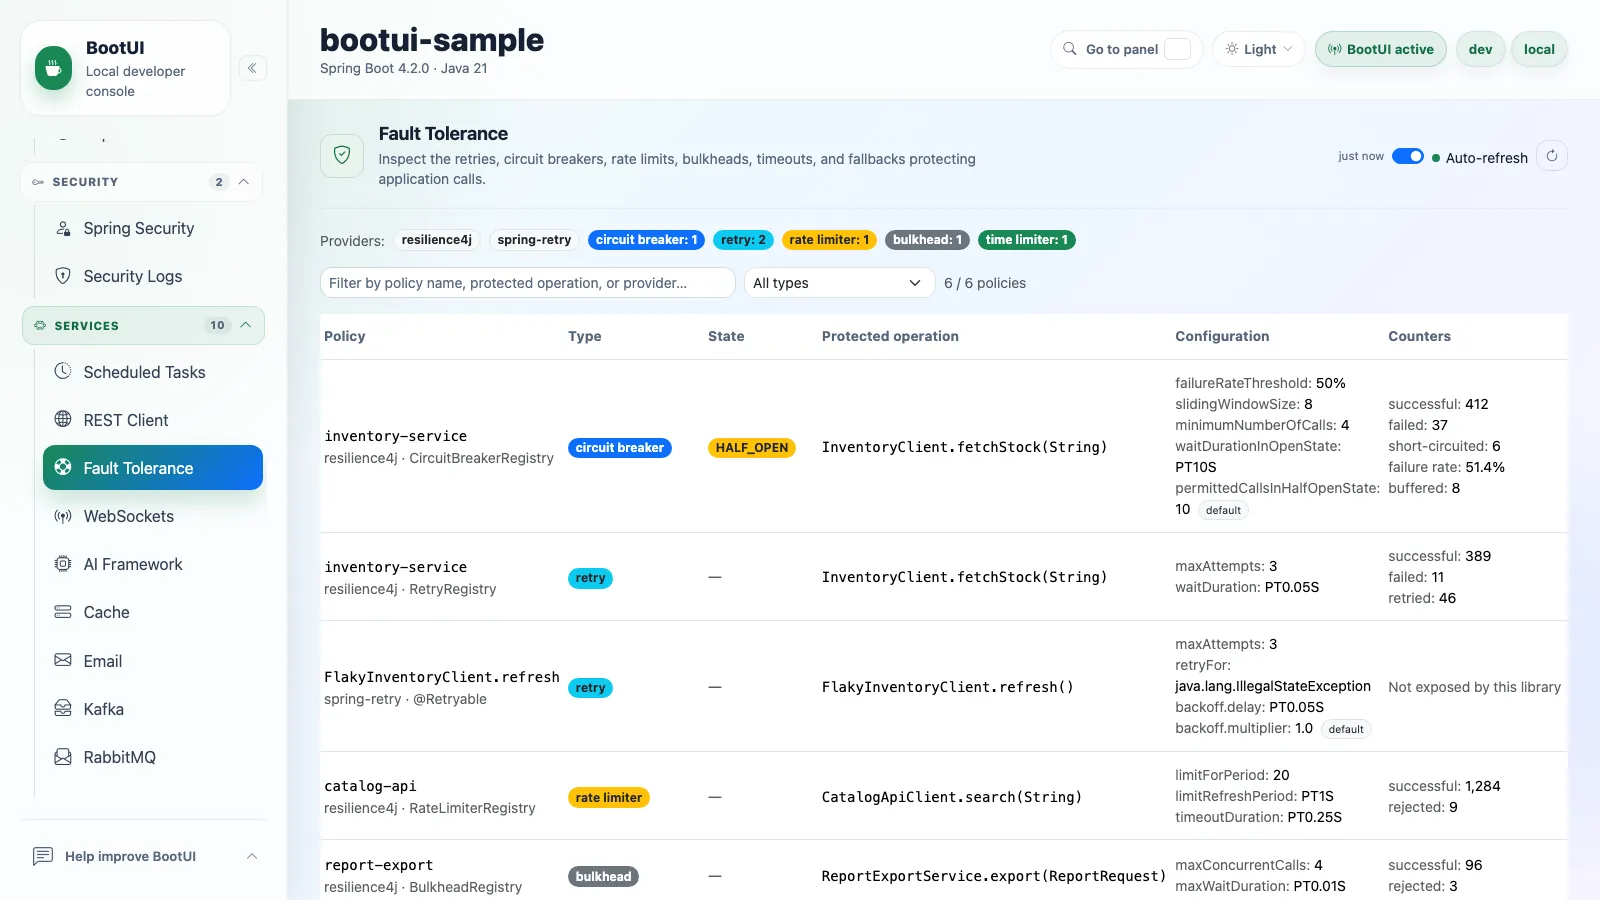 BootUI
Local developer
console
SECURITY 2
Spring Security
Security Logs
SERVICES 10
Scheduled Tasks
REST Client
Fault Tolerance
WebSockets
AI Framework
Cache
Email
Kafka
RabbitMQ
Help improve BootUI
bootui-sample
Spring Boot 4.2.0 · Java 21
Go to panel
Light
BootUI active
dev
local
Fault Tolerance
Inspect the retries, circuit breakers, rate limits, bulkheads, timeouts, and fallbacks protecting
application calls.
just now
Auto-refresh
Providers: resilience4j spring-retry circuit breaker: 1 retry: 2 rate limiter: 1 bulkhead: 1 time limiter: 1
Filter by policy name, protected operation, or provider...
All types
6 / 6 policies
Policy Type State Protected operation Configuration Counters
inventory-service
resilience4j · CircuitBreakerRegistry
circuit breaker
HALF_OPEN
InventoryClient.fetchStock(String)
failureRateThreshold: 50%
slidingWindowSize: 8
minimumNumberOfCalls: 4
waitDurationInOpenState:
PT10S
permittedCallsInHalfOpenState:
10 default
successful: 412
failed: 37
short-circuited: 6
failure rate: 51.4%
buffered: 8
inventory-service
resilience4j · RetryRegistry
retry
—
InventoryClient.fetchStock(String)
maxAttempts: 3
waitDuration: PT0.05S
successful: 389
failed: 11
retried: 46
FlakyInventoryClient.refresh
spring-retry · @Retryable
retry
—
FlakyInventoryClient.refresh()
maxAttempts: 3
retryFor:
java.lang.IllegalStateException
backoff.delay: PT0.05S
backoff.multiplier: 1.0 default
Not exposed by this library
catalog-api
resilience4j · RateLimiterRegistry
rate limiter
—
CatalogApiClient.search(String)
limitForPeriod: 20
limitRefreshPeriod: PT1S
timeoutDuration: PT0.25S
successful: 1,284
rejected: 9
report-export
resilience4j · BulkheadRegistry
bulkhead
—
ReportExportService.export(ReportRequest)
maxConcurrentCalls: 4
maxWaitDuration: PT0.01S
successful: 96
rejected: 3